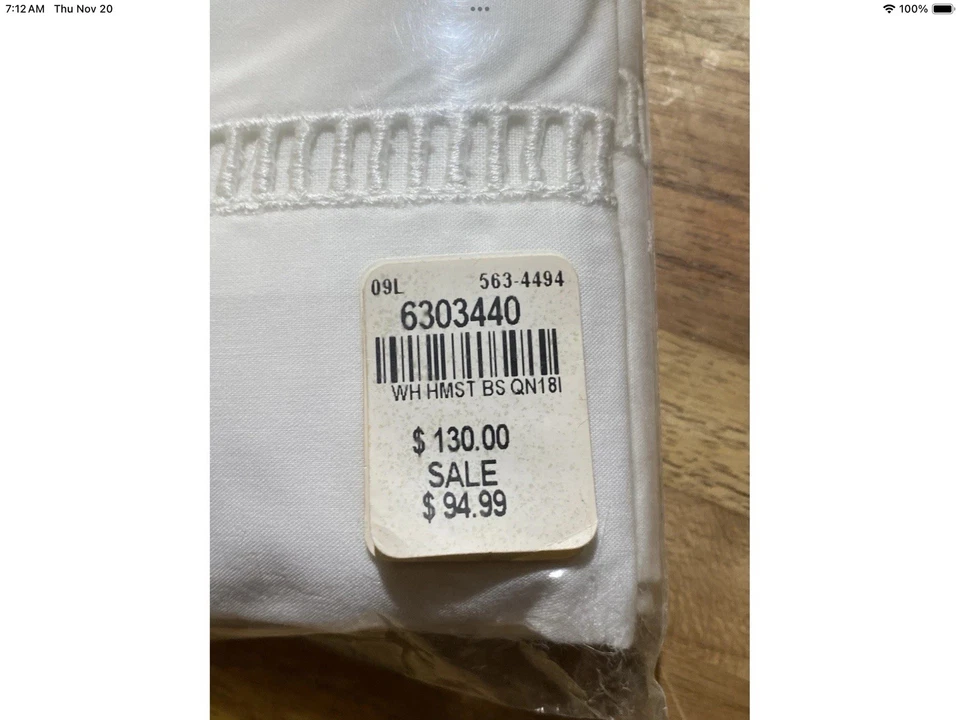 7:12 AM Thu Nov 20
100%
09L 563-4494
6303440
WH HMST BS QN18I
$ 130.00
SALE
$ 94.99